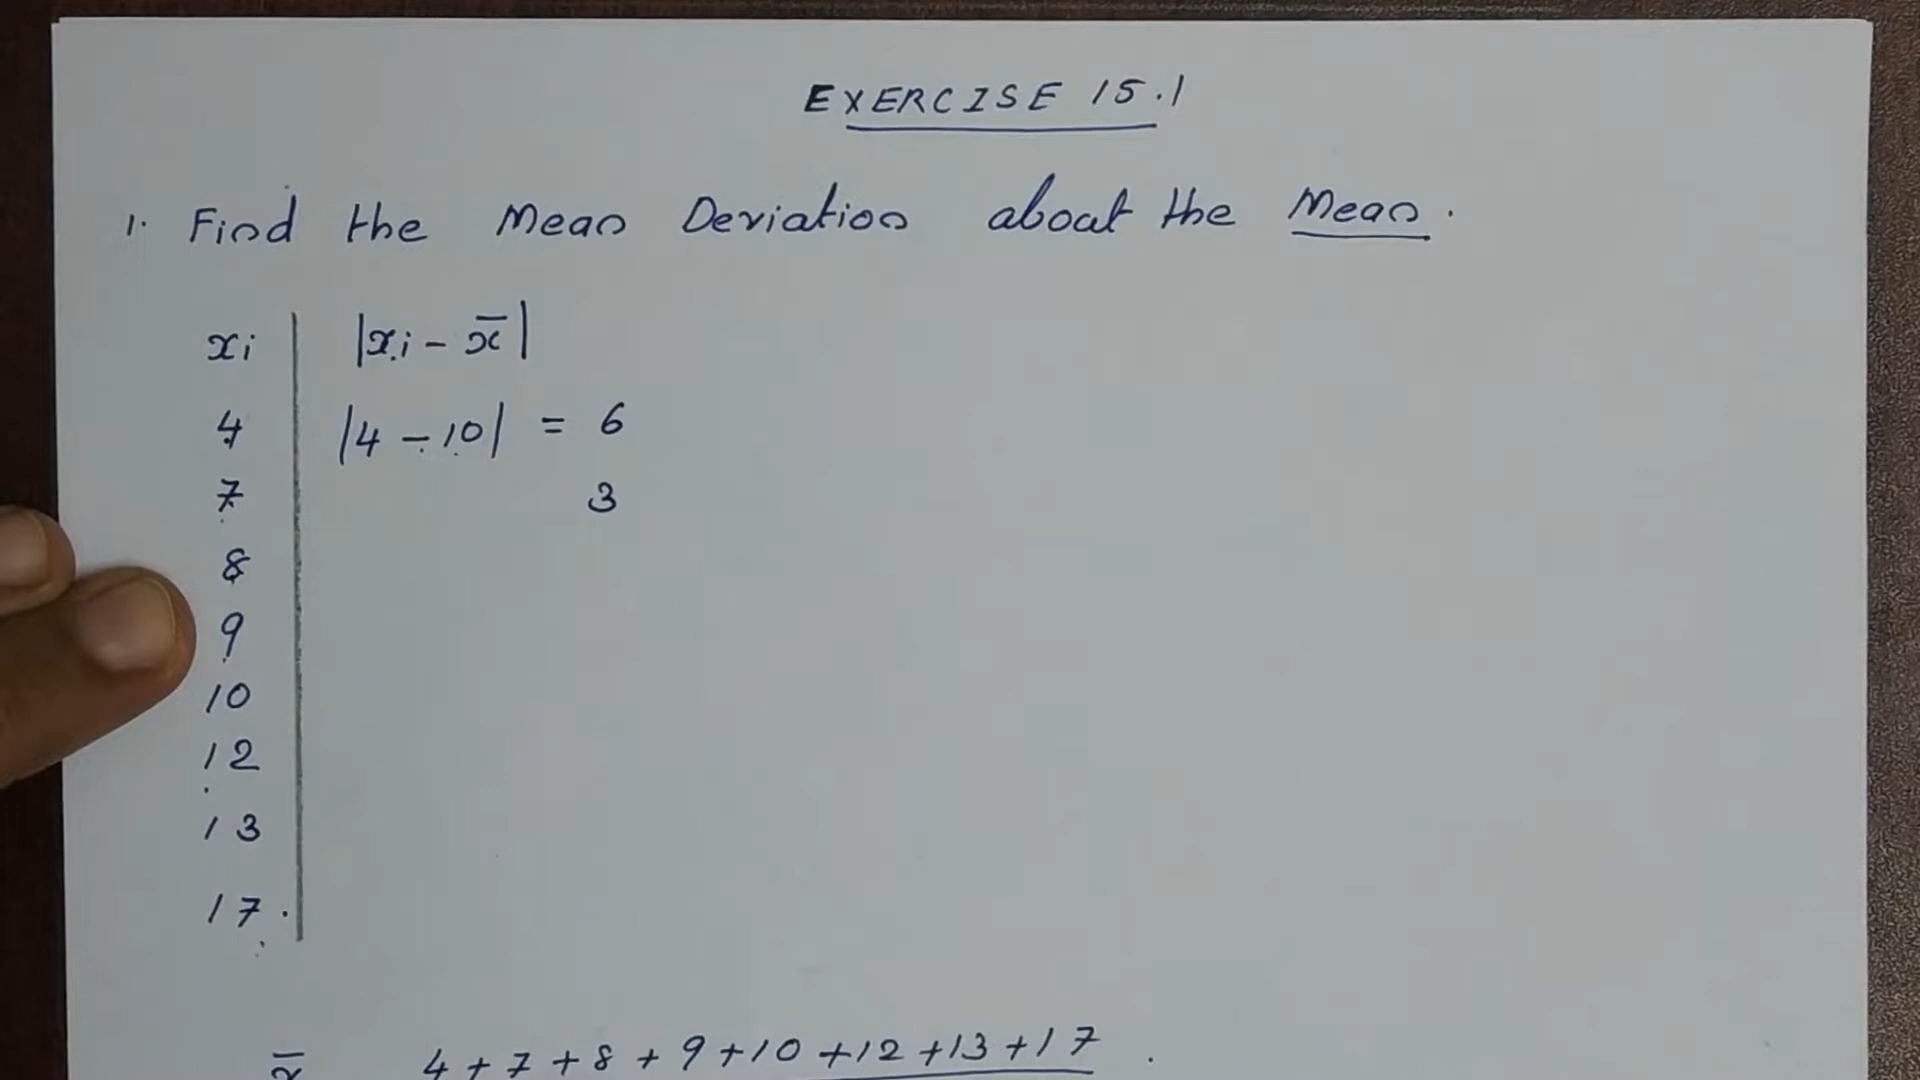 EXERCISE 15.1
1. Find the Mean Deviation about the Mean.
xi |xi - x̄|
4 |4 - 10| = 6
7 3
8
9
10
12
13
17.
x̄ 4 + 7 + 8 + 9 + 10 + 12 + 13 + 17